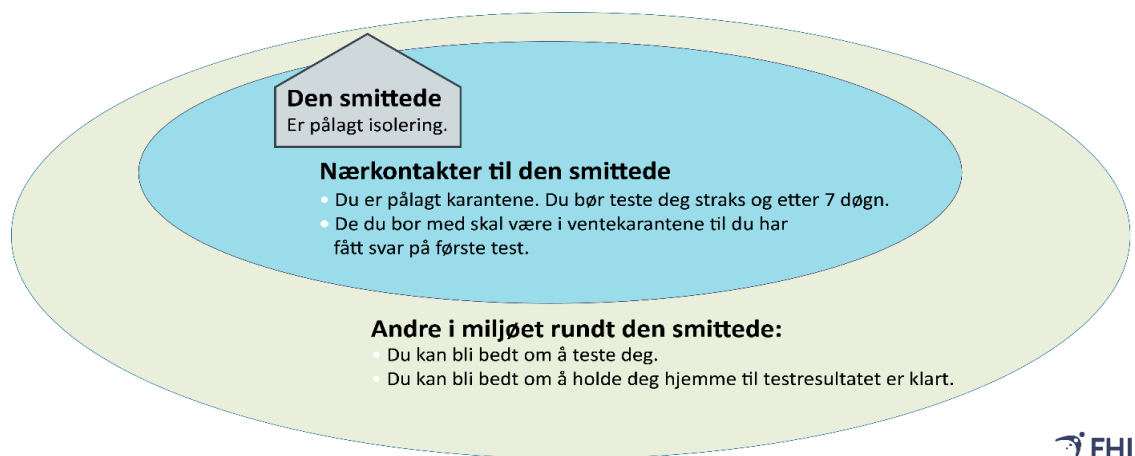 Den smittede
Er pålagt isolering.
Nærkontakter til den smittede
• Du er pålagt karantene. Du bør teste deg straks og etter 7 døgn.
• De du bor med skal være i ventekarantene til du har
fått svar på første test.
Andre i miljøet rundt den smittede:
• Du kan bli bedt om å teste deg.
• Du kan bli bedt om å holde deg hjemme til testresultatet er klart.
FHI